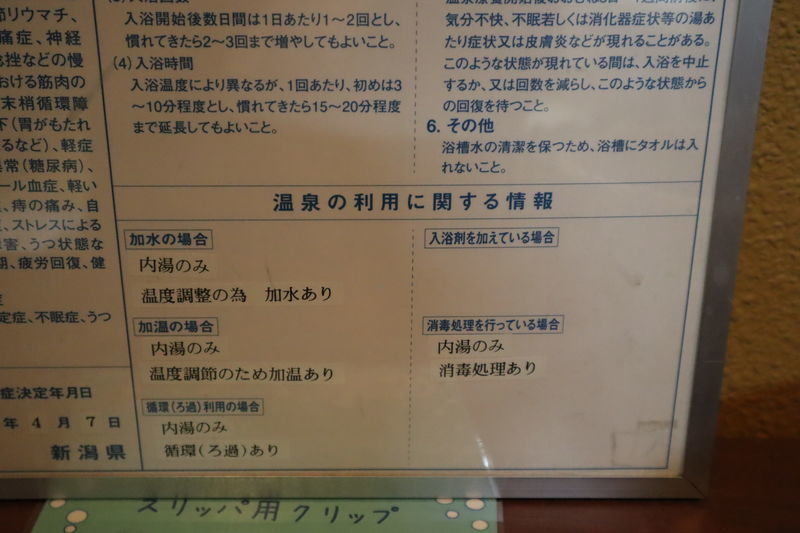 節リウマチ、
痛症、神経
捻挫などの慢
おける筋肉の
末梢循環障
下(胃がもたれ
るなど)、軽症
異常(糖尿病)、
ール血症、軽い
、痔の痛み、自
、ストレスによる
障害、うつ状態な
期、疲労回復、健
症
定症、不眠症、うつ
症決定年月日
年 4 月 7 日
新潟県
入浴開始後数日間は1日あたり1～2回とし、
慣れてきたら2～3回まで増やしてもよいこと。
(4)入浴時間
入浴温度により異なるが、1回あたり、初めは3
～10分程度とし、慣れてきたら15～20分程度
まで延長してもよいこと。
気分不快、不眠若しくは消化器症状等の湯あ
たり症状又は皮膚炎などが現れることがある。
このような状態が現れている間は、入浴を中止
するか、又は回数を減らし、このような状態から
の回復を待つこと。
6. その他
浴槽水の清潔を保つため、浴槽にタオルは入
れないこと。
温泉の利用に関する情報
加水の場合
内湯のみ
温度調整の為 加水あり
加温の場合
内湯のみ
温度調節のため加温あり
循環(ろ過)利用の場合
内湯のみ
循環(ろ過)あり
入浴剤を加えている場合
消毒処理を行っている場合
内湯のみ
消毒処理あり
スリッパ用クリップ